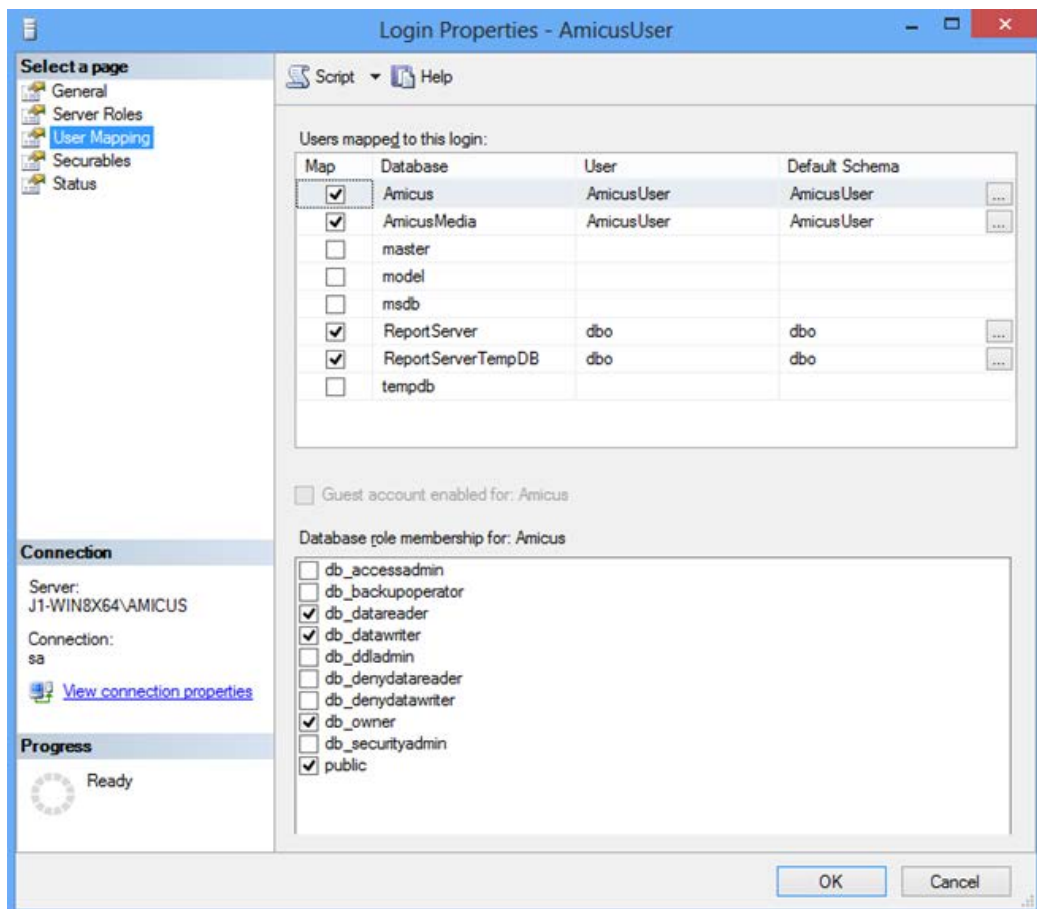 Login Properties - AmicusUser
Select a page
General
Server Roles
User Mapping
Securables
Status
Script Help
Users mapped to this login:
Map Database User Default Schema
Amicus AmicusUser AmicusUser ...
AmicusMedia AmicusUser AmicusUser ...
master
model
msdb
ReportServer dbo dbo ...
ReportServerTempDB dbo dbo ...
tempdb
Guest account enabled for: Amicus
Database role membership for: Amicus
db_accessadmin
db_backupoperator
db_datareader
db_datawriter
db_ddladmin
db_denydatareader
db_denydatawriter
db_owner
db_securityadmin
public
Connection
Server:
J1-WIN8X64\AMICUS
Connection:
sa
View connection properties
Progress
Ready
OK Cancel